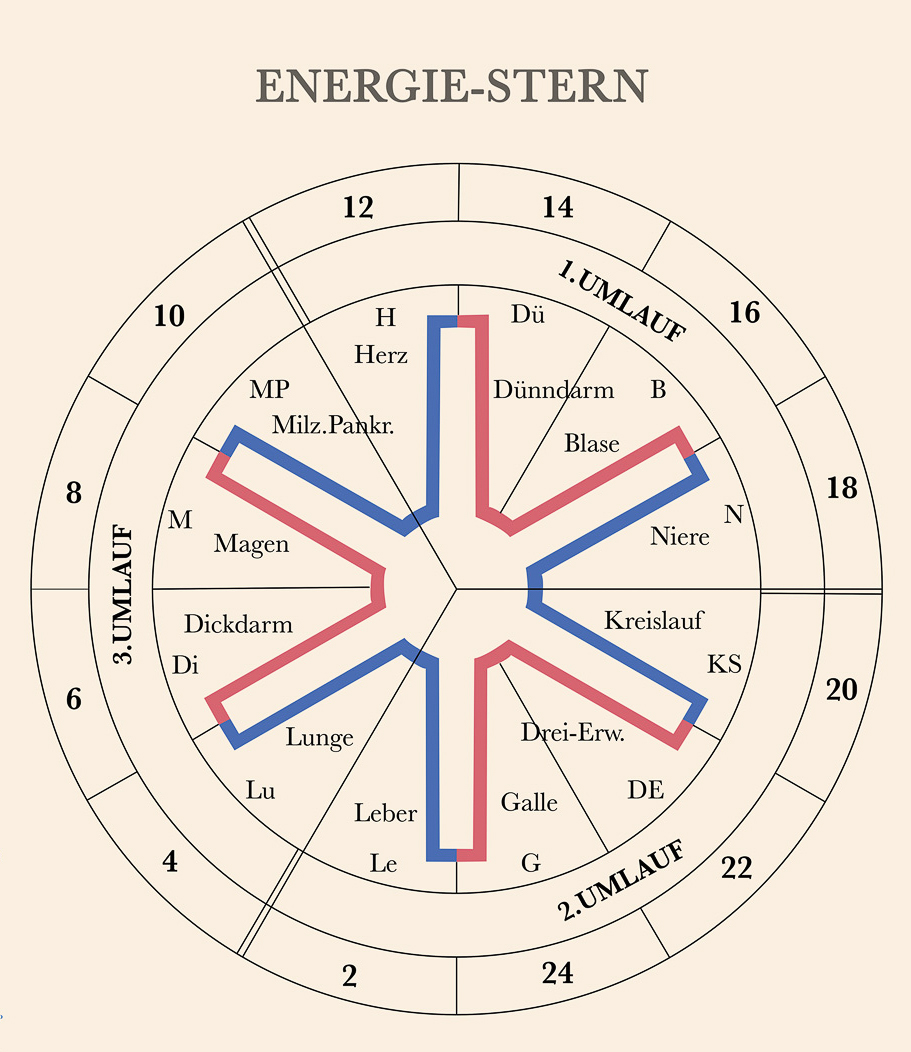 ENERGIE-STERN
12
14
1.UMLAUF
16
10
H
Herz
Dü
Dünndarm
B
Blase
MP
Milz.Pankr.
8
18
M
Magen
N
Niere
3.UMLAUF
Dickdarm
Di
Kreislauf
KS
6
20
Lunge
Lu
Drei-Erw.
DE
Leber
Le
Galle
G
4
22
2.UMLAUF
2
24